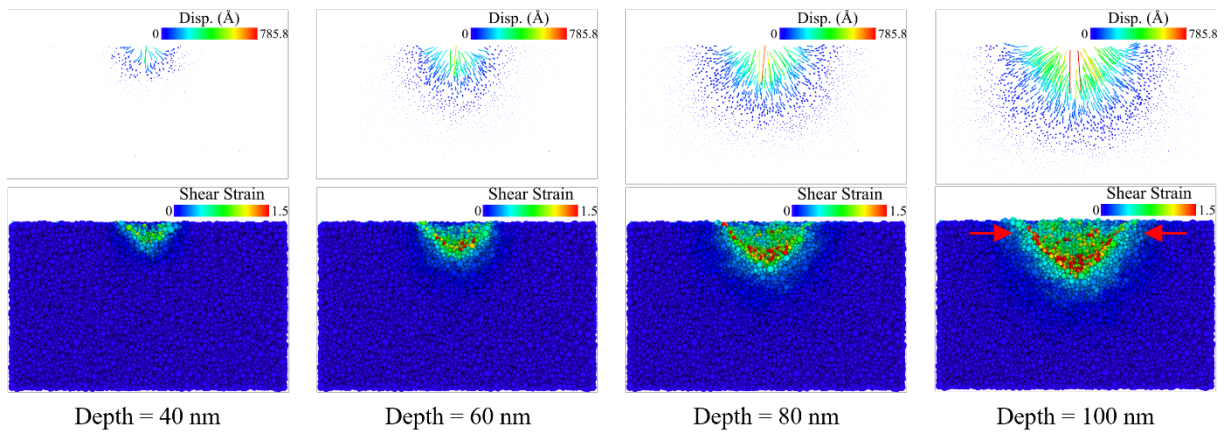 Disp. (Å)
0 785.8
Disp. (Å)
0 785.8
Disp. (Å)
0 785.8
Disp. (Å)
0 785.8
Shear Strain
0 1.5
Shear Strain
0 1.5
Shear Strain
0 1.5
Shear Strain
0 1.5
Depth = 40 nm
Depth = 60 nm
Depth = 80 nm
Depth = 100 nm